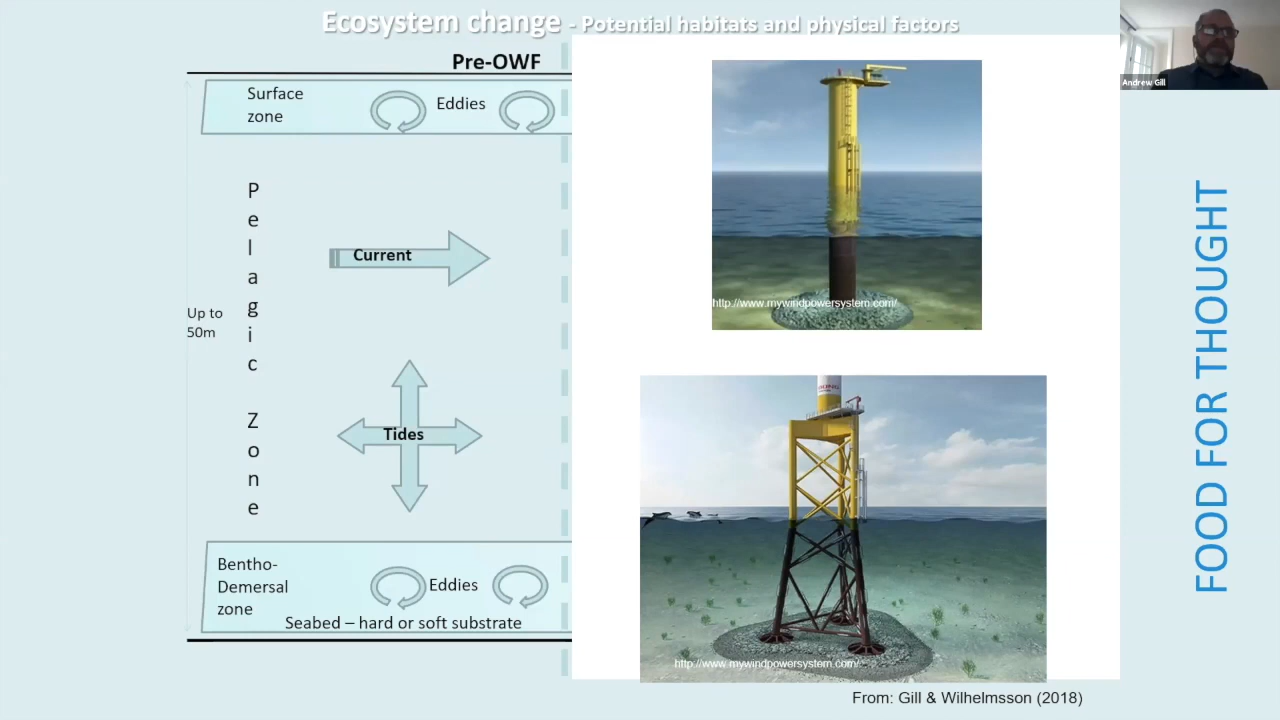 Ecosystem change - Potential habitats and physical factors
Andrew Gill
Pre-OWF
Surface
zone
Eddies
Pelagic
Zone
Current
Up to
50m
Tides
Bentho-
Demersal
zone
Eddies
Seabed – hard or soft substrate
http://www.mywindpowersystem.com/
http://www.mywindpowersystem.com/
FOOD FOR THOUGHT
From: Gill & Wilhelmsson (2018)